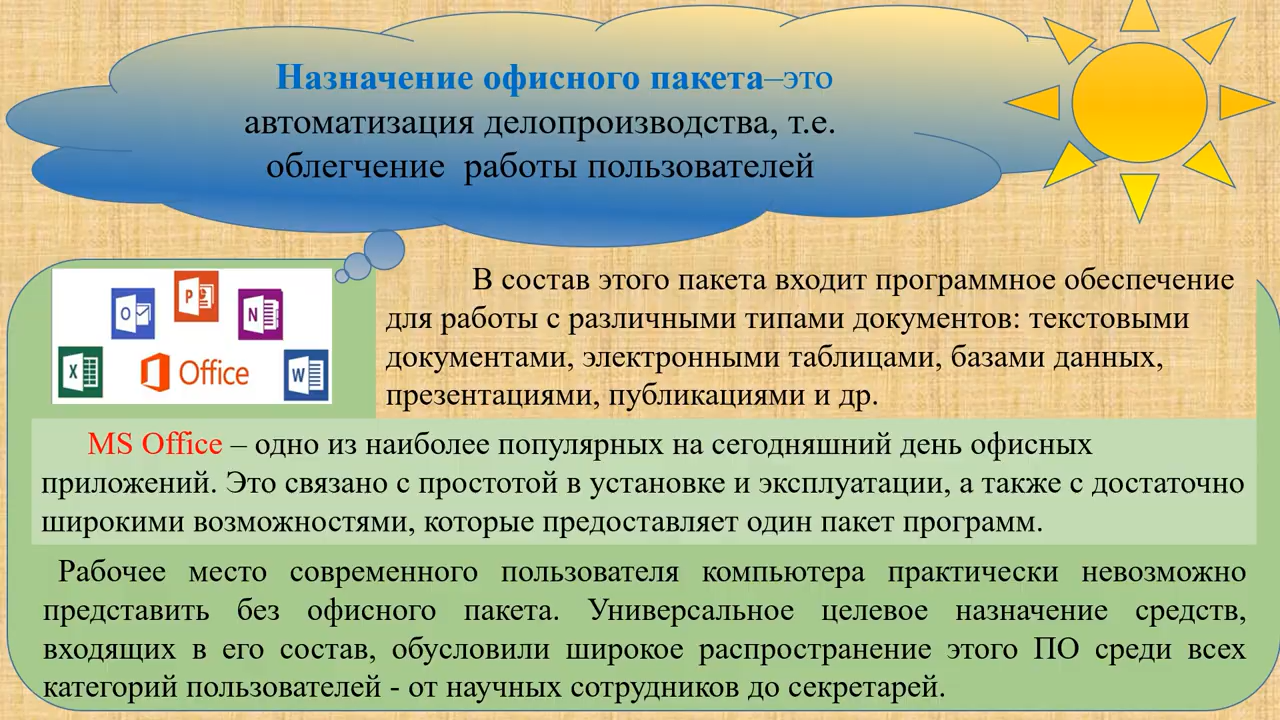 Назначение офисного пакета–это
автоматизация делопроизводства, т.е.
облегчение работы пользователей
O
P
N
X
Office
W
В состав этого пакета входит программное обеспечение
для работы с различными типами документов: текстовыми
документами, электронными таблицами, базами данных,
презентациями, публикациями и др.
MS Office – одно из наиболее популярных на сегодняшний день офисных
приложений. Это связано с простотой в установке и эксплуатации, а также с достаточно
широкими возможностями, которые предоставляет один пакет программ.
Рабочее место современного пользователя компьютера практически невозможно
представить без офисного пакета. Универсальное целевое назначение средств,
входящих в его состав, обусловили широкое распространение этого ПО среди всех
категорий пользователей - от научных сотрудников до секретарей.